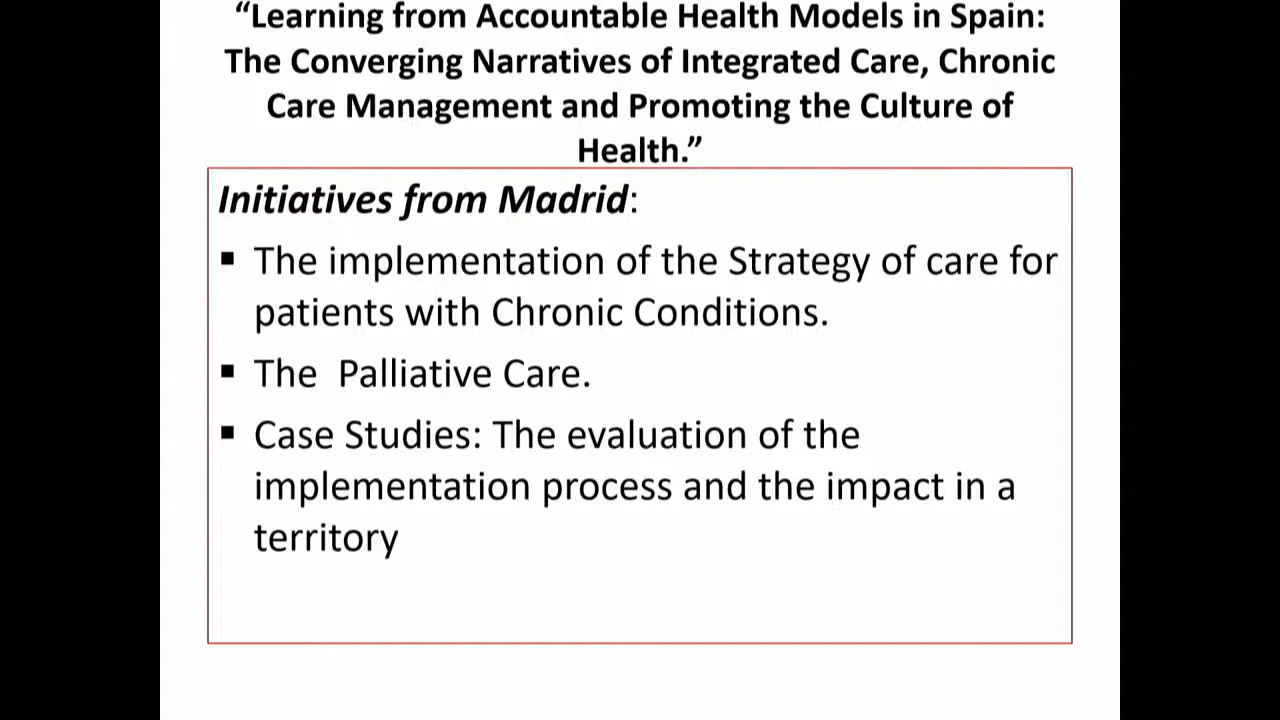 “Learning from Accountable Health Models in Spain:
The Converging Narratives of Integrated Care, Chronic
Care Management and Promoting the Culture of
Health.”
Initiatives from Madrid:
▪ The implementation of the Strategy of care for
patients with Chronic Conditions.
▪ The  Palliative Care.
▪ Case Studies: The evaluation of the
implementation process and the impact in a
territory